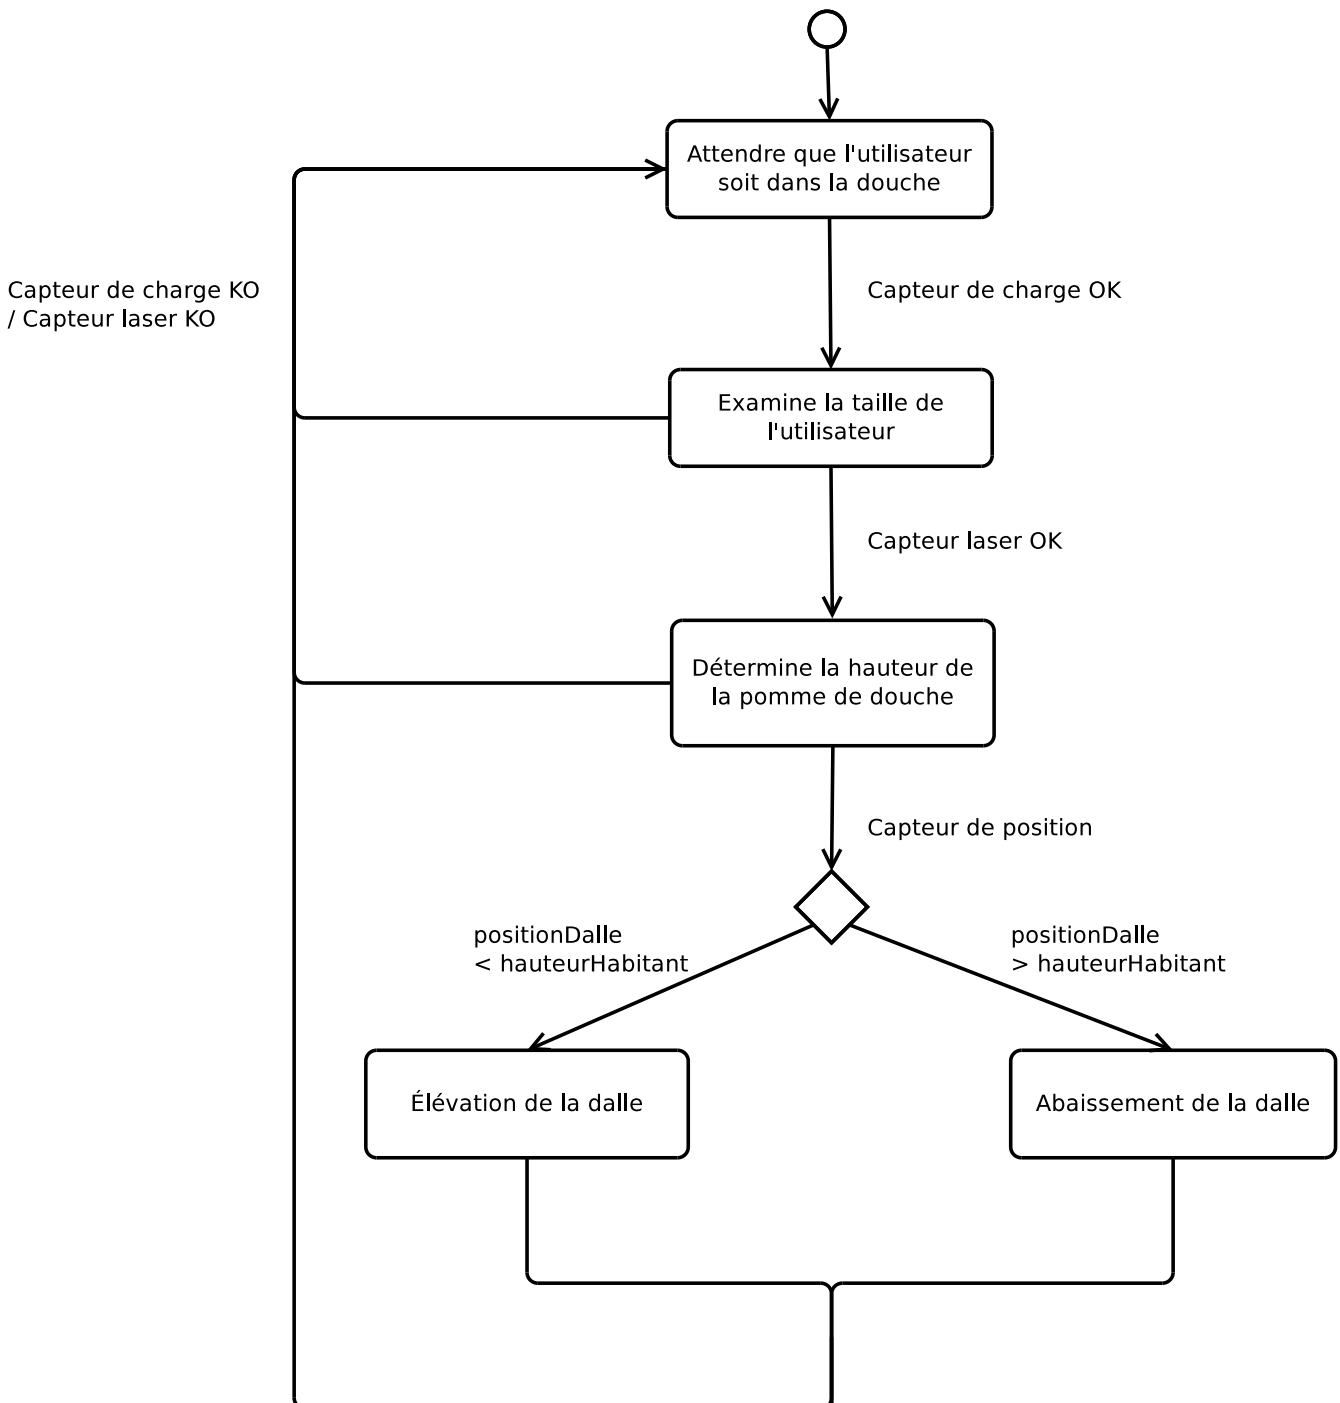 Attendre que l'utilisateur
soit dans la douche
Capteur de charge KO
/ Capteur laser KO
Capteur de charge OK
Examine la taille de
l'utilisateur
Capteur laser OK
Détermine la hauteur de
la pomme de douche
Capteur de position
positionDalle
< hauteurHabitant
positionDalle
> hauteurHabitant
Élévation de la dalle
Abaissement de la dalle